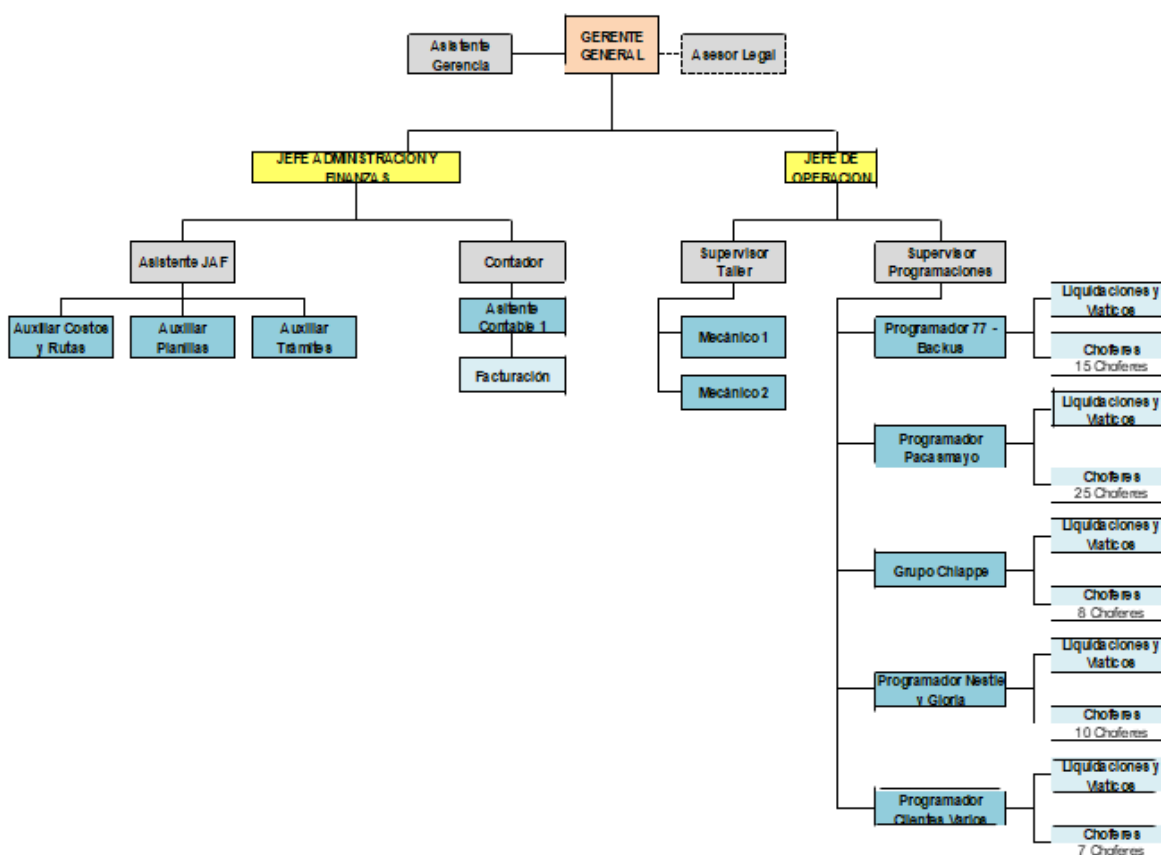 GERENTE
GENERAL
Asistente
Gerencia
Asesor Legal
JEFE ADMINISTRACION Y
FINANZAS
JEFE DE
OPERACION
Asistente JAF
Contador
Supervisor
Taller
Supervisor
Programaciones
Auxiliar Costos
y Rutas
Auxiliar
Planillas
Auxiliar
Trámites
Asitente
Contable 1
Facturación
Mecánico 1
Mecánico 2
Programador 77 -
Backus
Liquidaciones y
Viaticos
Choferes
15 Choferes
Programador
Pacasmayo
Liquidaciones y
Viaticos
Choferes
25 Choferes
Grupo Chiappe
Liquidaciones y
Viaticos
Choferes
8 Choferes
Programador Nestle
y Gloria
Liquidaciones y
Viaticos
Choferes
10 Choferes
Programador
Clientes Varios
Liquidaciones y
Viaticos
Choferes
7 Choferes